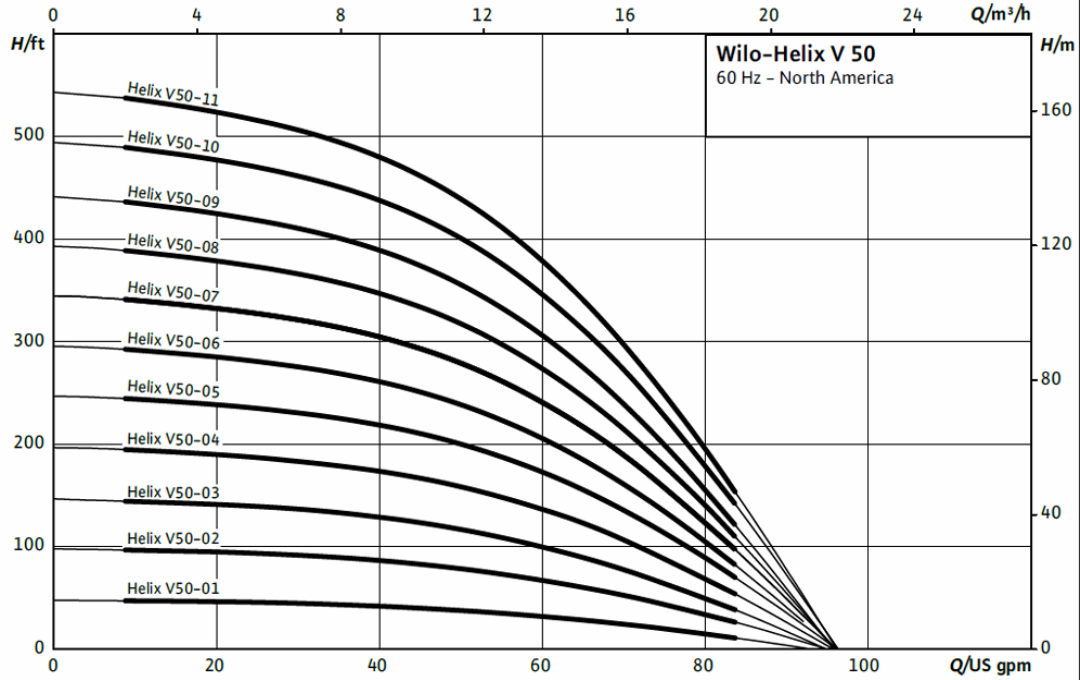 0 4 8 12 16 20 24 Q/m³/h
H/ft
H/m
Wilo-Helix V 50
60 Hz - North America
Helix V50-11
160
500
Helix V50-10
Helix V50-09
400
120
Helix V50-08
Helix V50-07
300
Helix V50-06
80
Helix V50-05
200
Helix V50-04
Helix V50-03
40
100
Helix V50-02
Helix V50-01
0
0
0 20 40 60 80 100 Q/US gpm